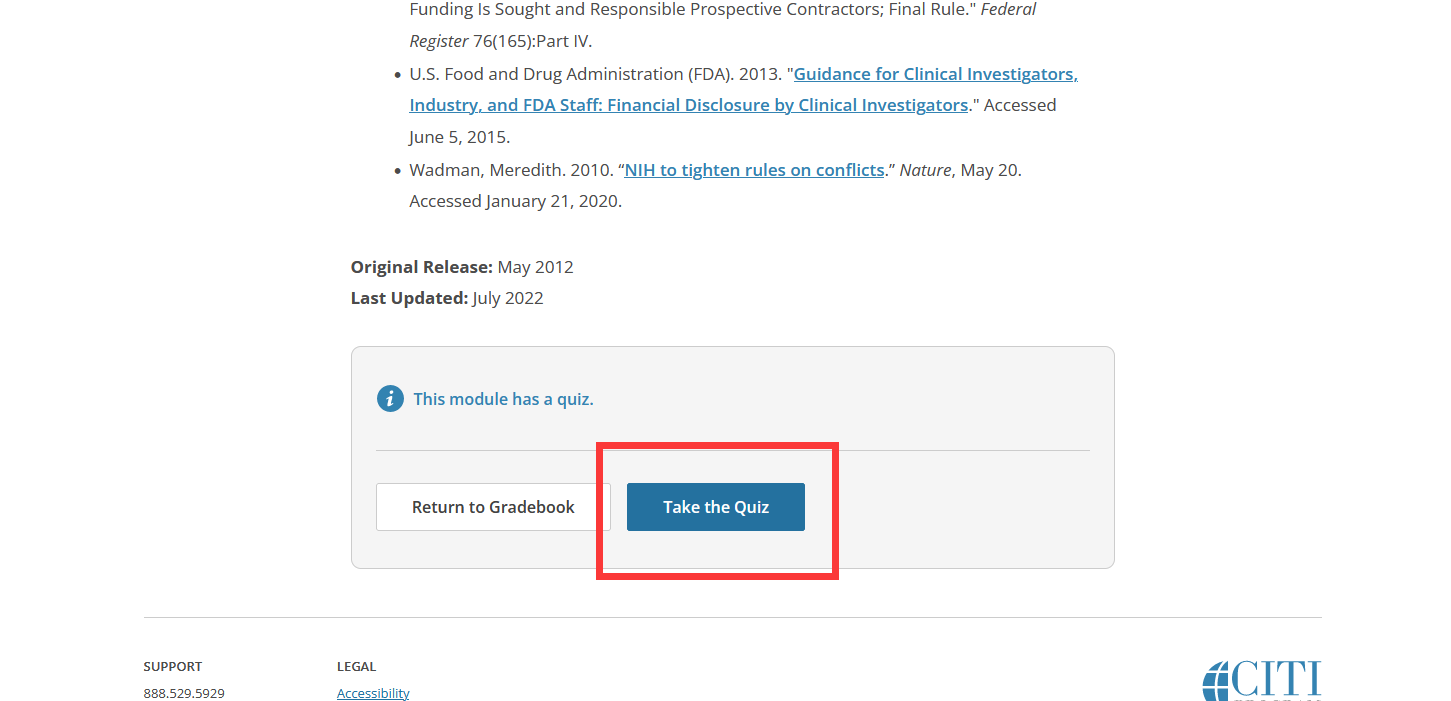 Funding Is Sought and Responsible Prospective Contractors; Final Rule." Federal
Register 76(165):Part IV.
• U.S. Food and Drug Administration (FDA). 2013. "Guidance for Clinical Investigators,
Industry, and FDA Staff: Financial Disclosure by Clinical Investigators." Accessed
June 5, 2015.
• Wadman, Meredith. 2010. “NIH to tighten rules on conflicts.” Nature, May 20.
Accessed January 21, 2020.
Original Release: May 2012
Last Updated: July 2022
This module has a quiz.
Return to Gradebook
Take the Quiz
SUPPORT
888.529.5929
LEGAL
Accessibility
CITI